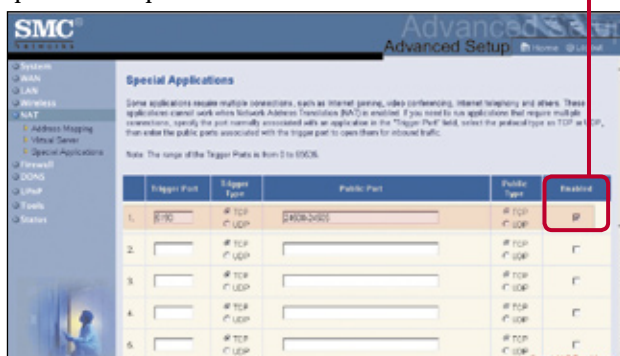 SMC®
Networks
Advanced Setup
Advanced Setup
Home Logout
System
WAN
LAN
Wireless
NAT
Address Mapping
Virtual Server
Special Applications
Firewall
DDNS
UPnP
Tools
Status
Special Applications
Some applications require multiple connections, such as Internet gaming, video conferencing, Internet telephony and others. These
applications cannot work when Network Address Translation (NAT) is enabled. If you need to run applications that require multiple
connections, specify the port normally associated with an application in the "Trigger Port" field, select the protocol type as TCP or UDP,
then enter the public ports associated with the trigger port to open them for inbound traffic.
Note: The range of the Trigger Ports is from 0 to 65535.
Trigger Port Trigger Type Public Port Public Type Enabled
1. TCP UDP TCP UDP
2. TCP UDP TCP UDP
3. TCP UDP TCP UDP
4. TCP UDP TCP UDP
5. TCP UDP TCP UDP